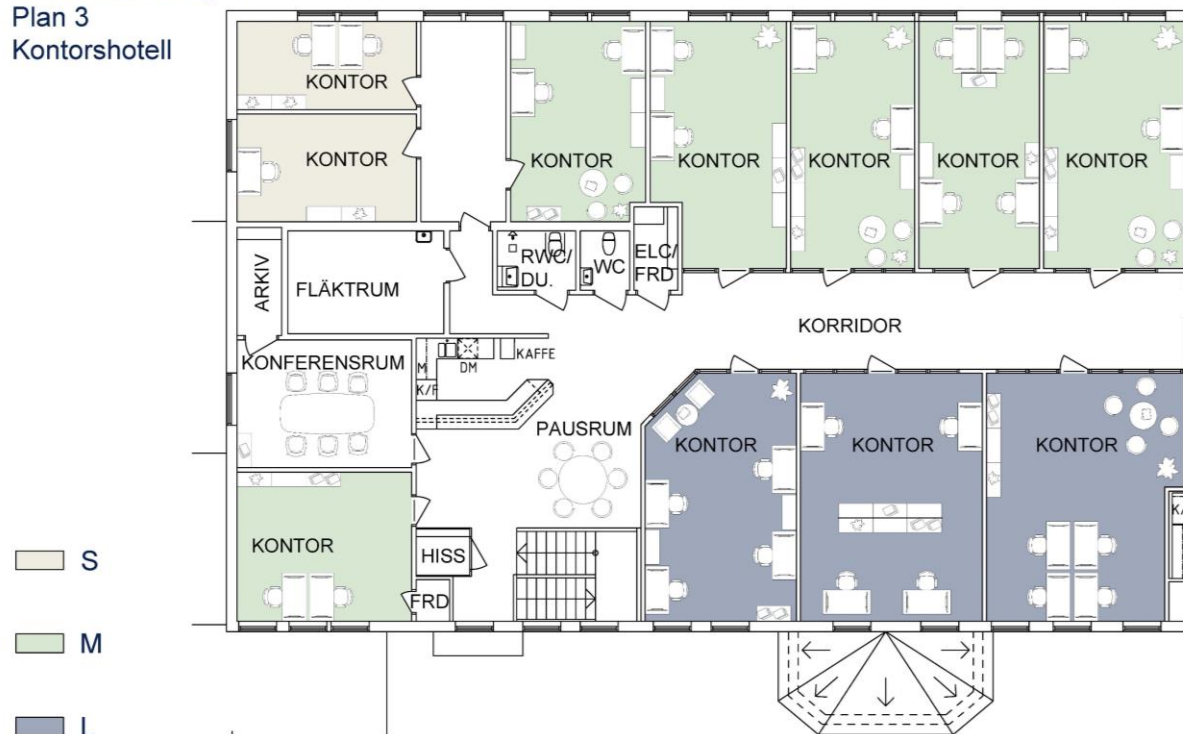 Plan 3
Kontorshotell
KONTOR
KONTOR
KONTOR
KONTOR
KONTOR
KONTOR
KONTOR
ARKIV
FLÄKTRUM
RWC/
DU.
WC
ELC/
FRD
KORRIDOR
KONFERENSRUM
M
K/F
DM
KAFFE
PAUSRUM
KONTOR
KONTOR
KONTOR
KONTOR
HISS
FRD
S
M
L